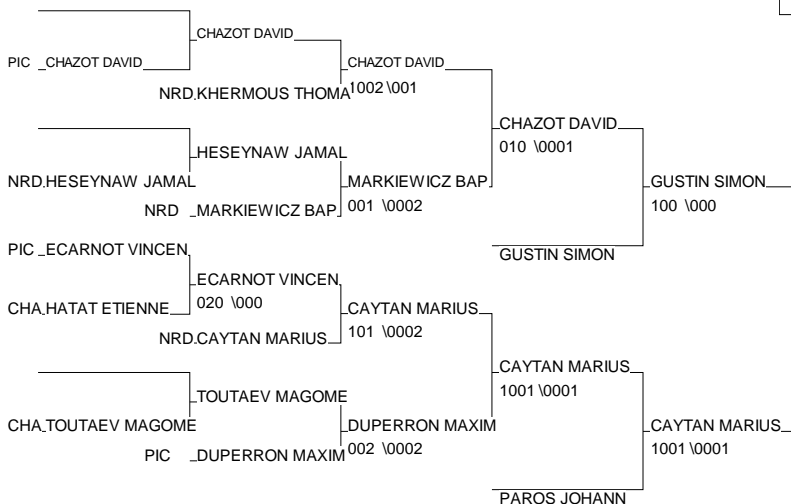 CHAZOT DAVID
PIC CHAZOT DAVID
CHAZOT DAVID
NRD KHERMOUS THOMA
1002 \001
CHAZOT DAVID
010 \0001
HESEYNAW JAMAL
NRD HESEYNAW JAMAL
MARKIEWICZ BAP
NRD MARKIEWICZ BAP
001 \0002
GUSTIN SIMON
100 \000
PIC ECARNOT VINCEN
GUSTIN SIMON
ECARNOT VINCEN
020 \000
CHA HATAT ETIENNE
CAYTAN MARIUS
NRD CAYTAN MARIUS
101 \0002
CAYTAN MARIUS
1001 \0001
TOUTAEV MAGOME
CHA TOUTAEV MAGOME
DUPERRON MAXIM
CAYTAN MARIUS
PIC DUPERRON MAXIM
002 \0002
1001 \0001
PAROS JOHANN